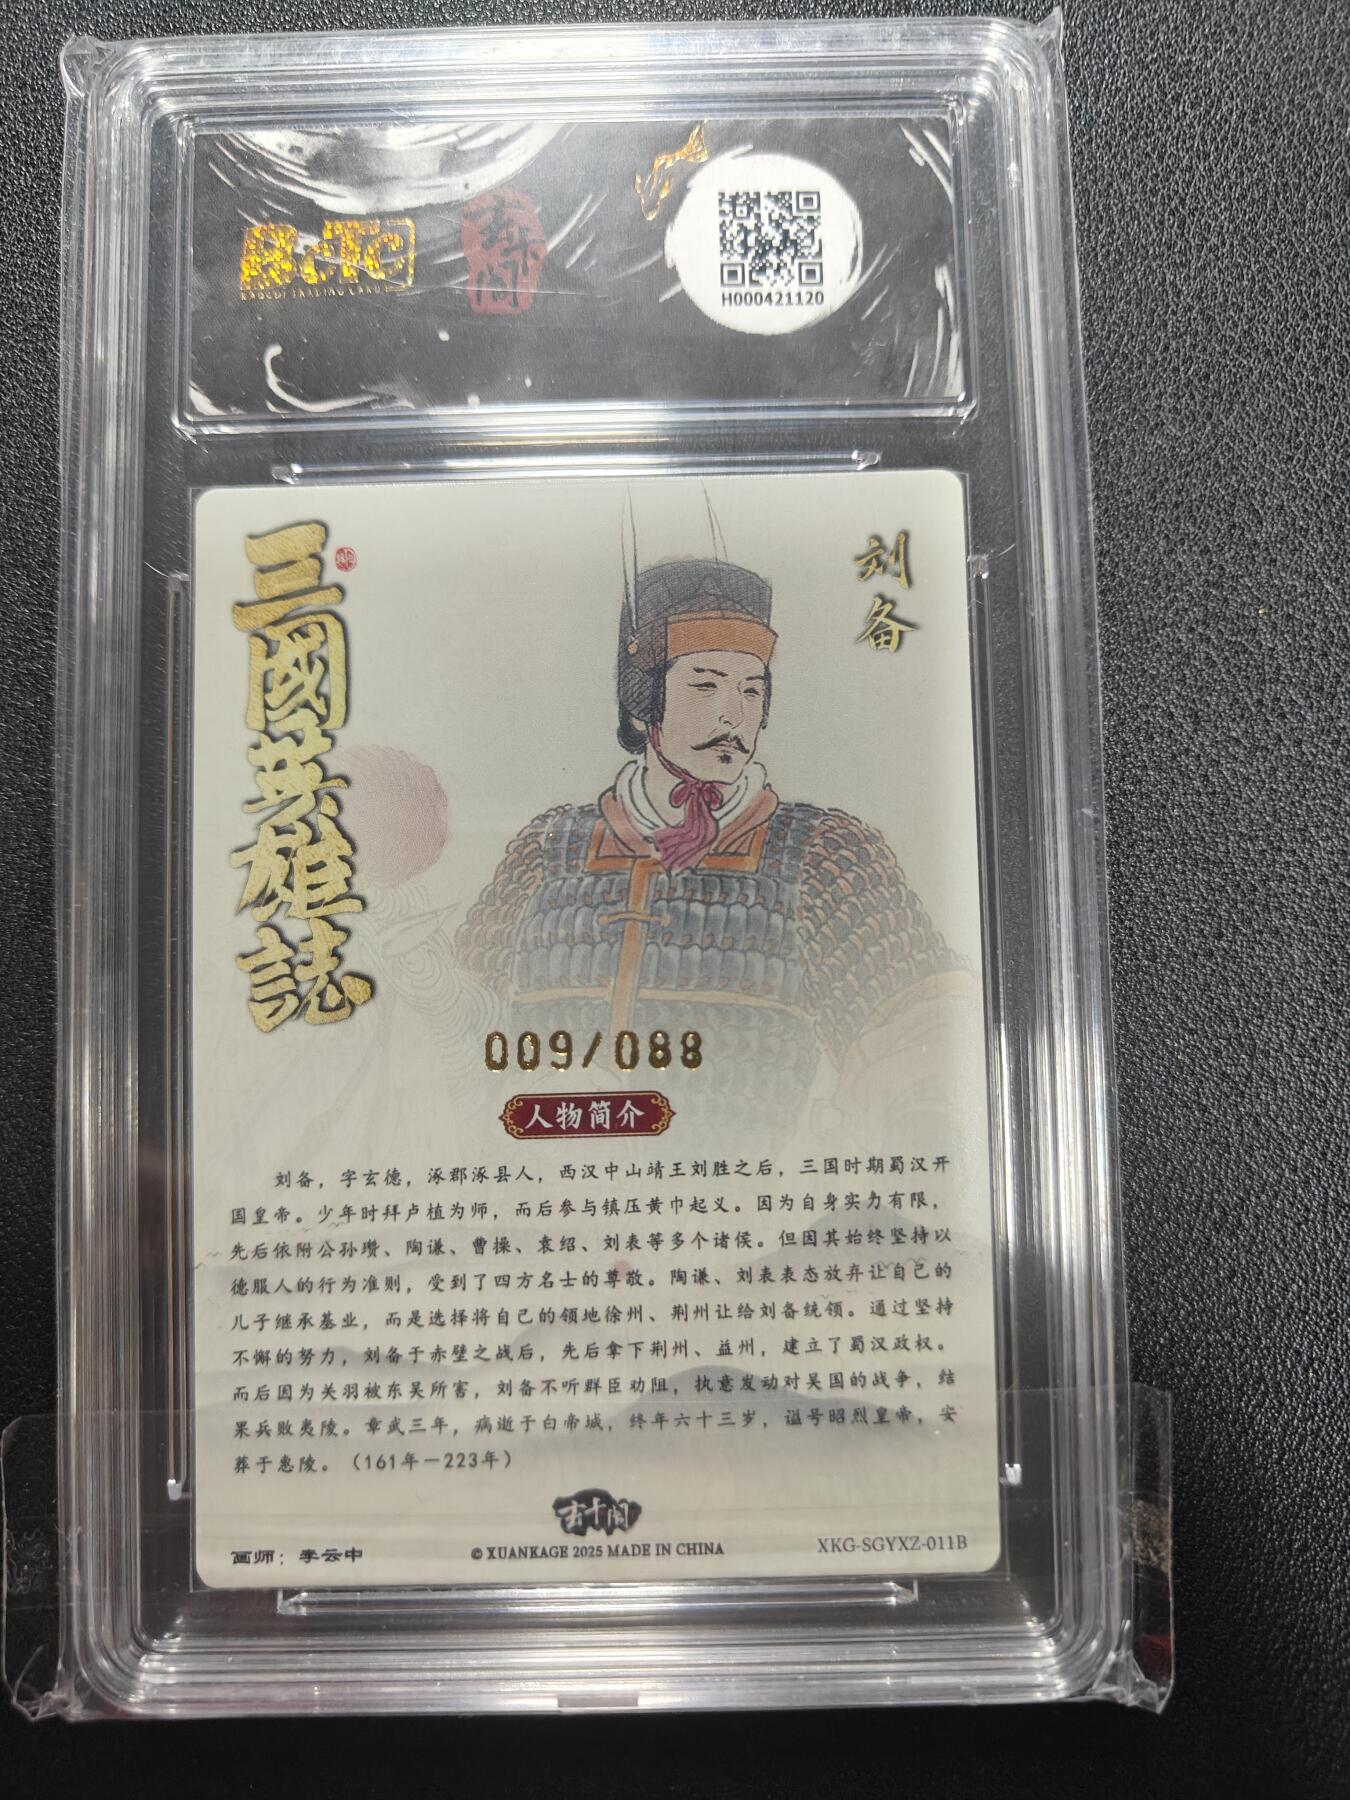 BCTC
H000421120
三國英雄誌
刘备
009/088
人物简介
刘备，字玄德，涿郡涿县人，西汉中山靖王刘胜之后，三国时期蜀汉开
国皇帝。少年时拜卢植为师，而后参与镇压黄巾起义。因为自身实力有限，
先后依附公孙瓒、陶谦、曹操、袁绍、刘表等多个诸侯。但因其始终坚持以
德服人的行为准则，受到了四方名士的尊敬。陶谦、刘表表态放弃让自己的
儿子继承基业，而是选择将自己的领地徐州、荆州让给刘备统领。通过坚持
不懈的努力，刘备于赤壁之战后，先后拿下荆州、益州，建立了蜀汉政权。
而后因为关羽被东吴所害，刘备不听群臣劝阻，执意发动对吴国的战争，结
果兵败夷陵。章武三年，病逝于白帝城，终年六十三岁，谥号昭烈皇帝，安
葬于惠陵。（161年－223年）
画师：李云中
© XUANKAGE 2025 MADE IN CHINA
XKG-SGYXZ-011B